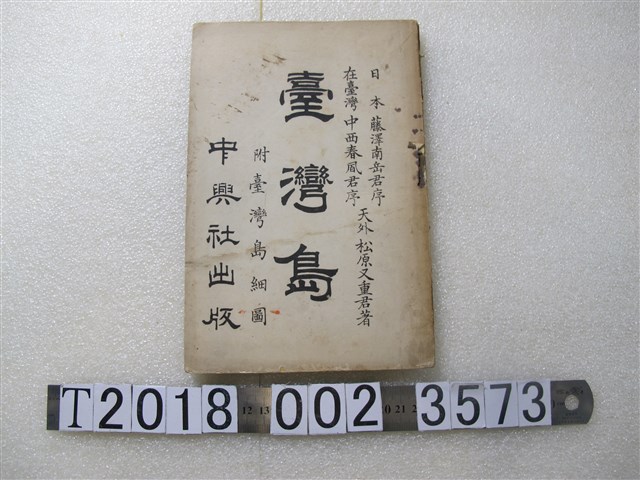 日本 藤澤南岳君序
在臺灣 中西春凰君序
天外 松原又重君著
臺灣島
附臺灣島細圖
中興社出版
T2018 002 3573